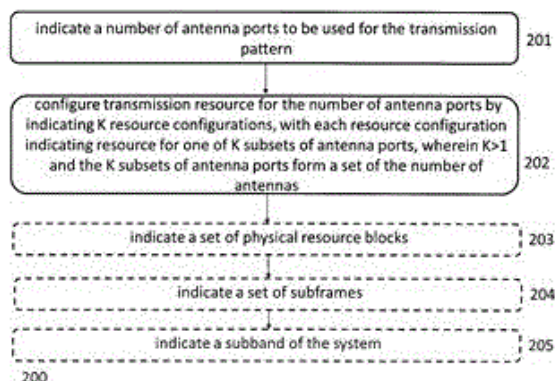 indicate a number of antenna ports to be used for the transmission
pattern
201
configure transmission resource for the number of antenna ports by
indicating K resource configurations, with each resource configuration
indicating resource for one of K subsets of antenna ports, wherein K>1
and the K subsets of antenna ports form a set of the number of
antennas
202
indicate a set of physical resource blocks
203
indicate a set of subframes
204
indicate a subband of the system
205
200